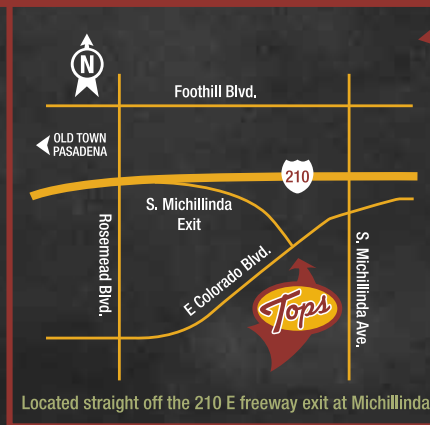 N
Foothill Blvd.
OLD TOWN
PASADENA
210
S. Michillinda
Exit
Rosemead Blvd.
E Colorado Blvd.
S. Michillinda Ave.
Tops
Located straight off the 210 E freeway exit at Michillinda